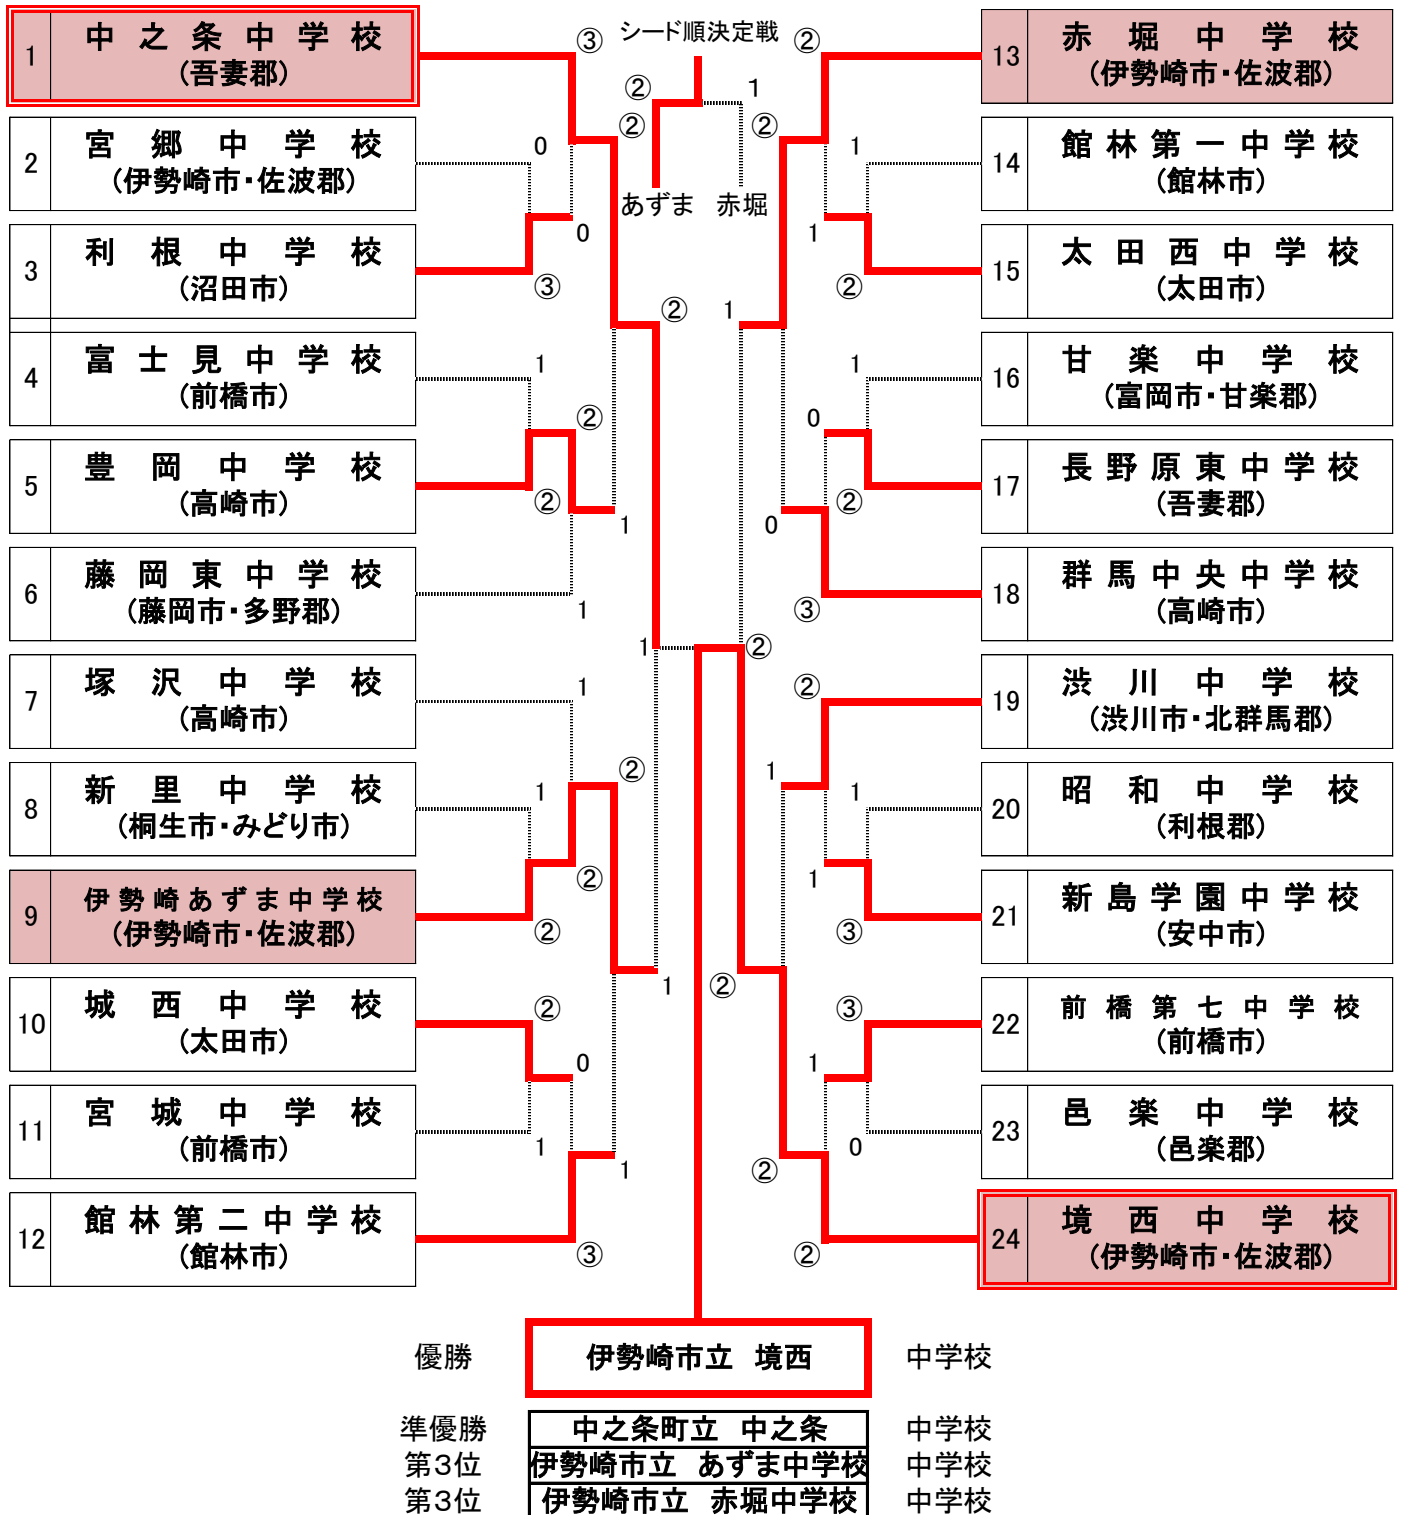 1 中之条中学校
(吾妻郡)
2 宮郷中学校
(伊勢崎市・佐波郡)
3 利根中学校
(沼田市)
4 富士見中学校
(前橋市)
5 豊岡中学校
(高崎市)
6 藤岡東中学校
(藤岡市・多野郡)
7 塚沢中学校
(高崎市)
8 新里中学校
(桐生市・みどり市)
9 伊勢崎あずま中学校
(伊勢崎市・佐波郡)
10 城西中学校
(太田市)
11 宮城中学校
(前橋市)
12 館林第二中学校
(館林市)
③
0
0
③
1
②
②
1
1
1
1
②
②
②
0
1
③
②
②
1
②
1
1
1
シード順決定戦
②
1
あずま 赤堀
②
1
②
②
②
1
0
1
②
②
1
1
②
1
0
②
③
②
1
1
③
③
1
0
②
13 赤堀中学校
(伊勢崎市・佐波郡)
14 館林第一中学校
(館林市)
15 太田西中学校
(太田市)
16 甘楽中学校
(富岡市・甘楽郡)
17 長野原東中学校
(吾妻郡)
18 群馬中央中学校
(高崎市)
19 渋川中学校
(渋川市・北群馬郡)
20 昭和中学校
(利根郡)
21 新島学園中学校
(安中市)
22 前橋第七中学校
(前橋市)
23 邑楽中学校
(邑楽郡)
24 境西中学校
(伊勢崎市・佐波郡)
優勝 伊勢崎市立 境西 中学校
準優勝 中之条町立 中之条 中学校
第3位 伊勢崎市立 あずま中学校 中学校
第3位 伊勢崎市立 赤堀中学校 中学校